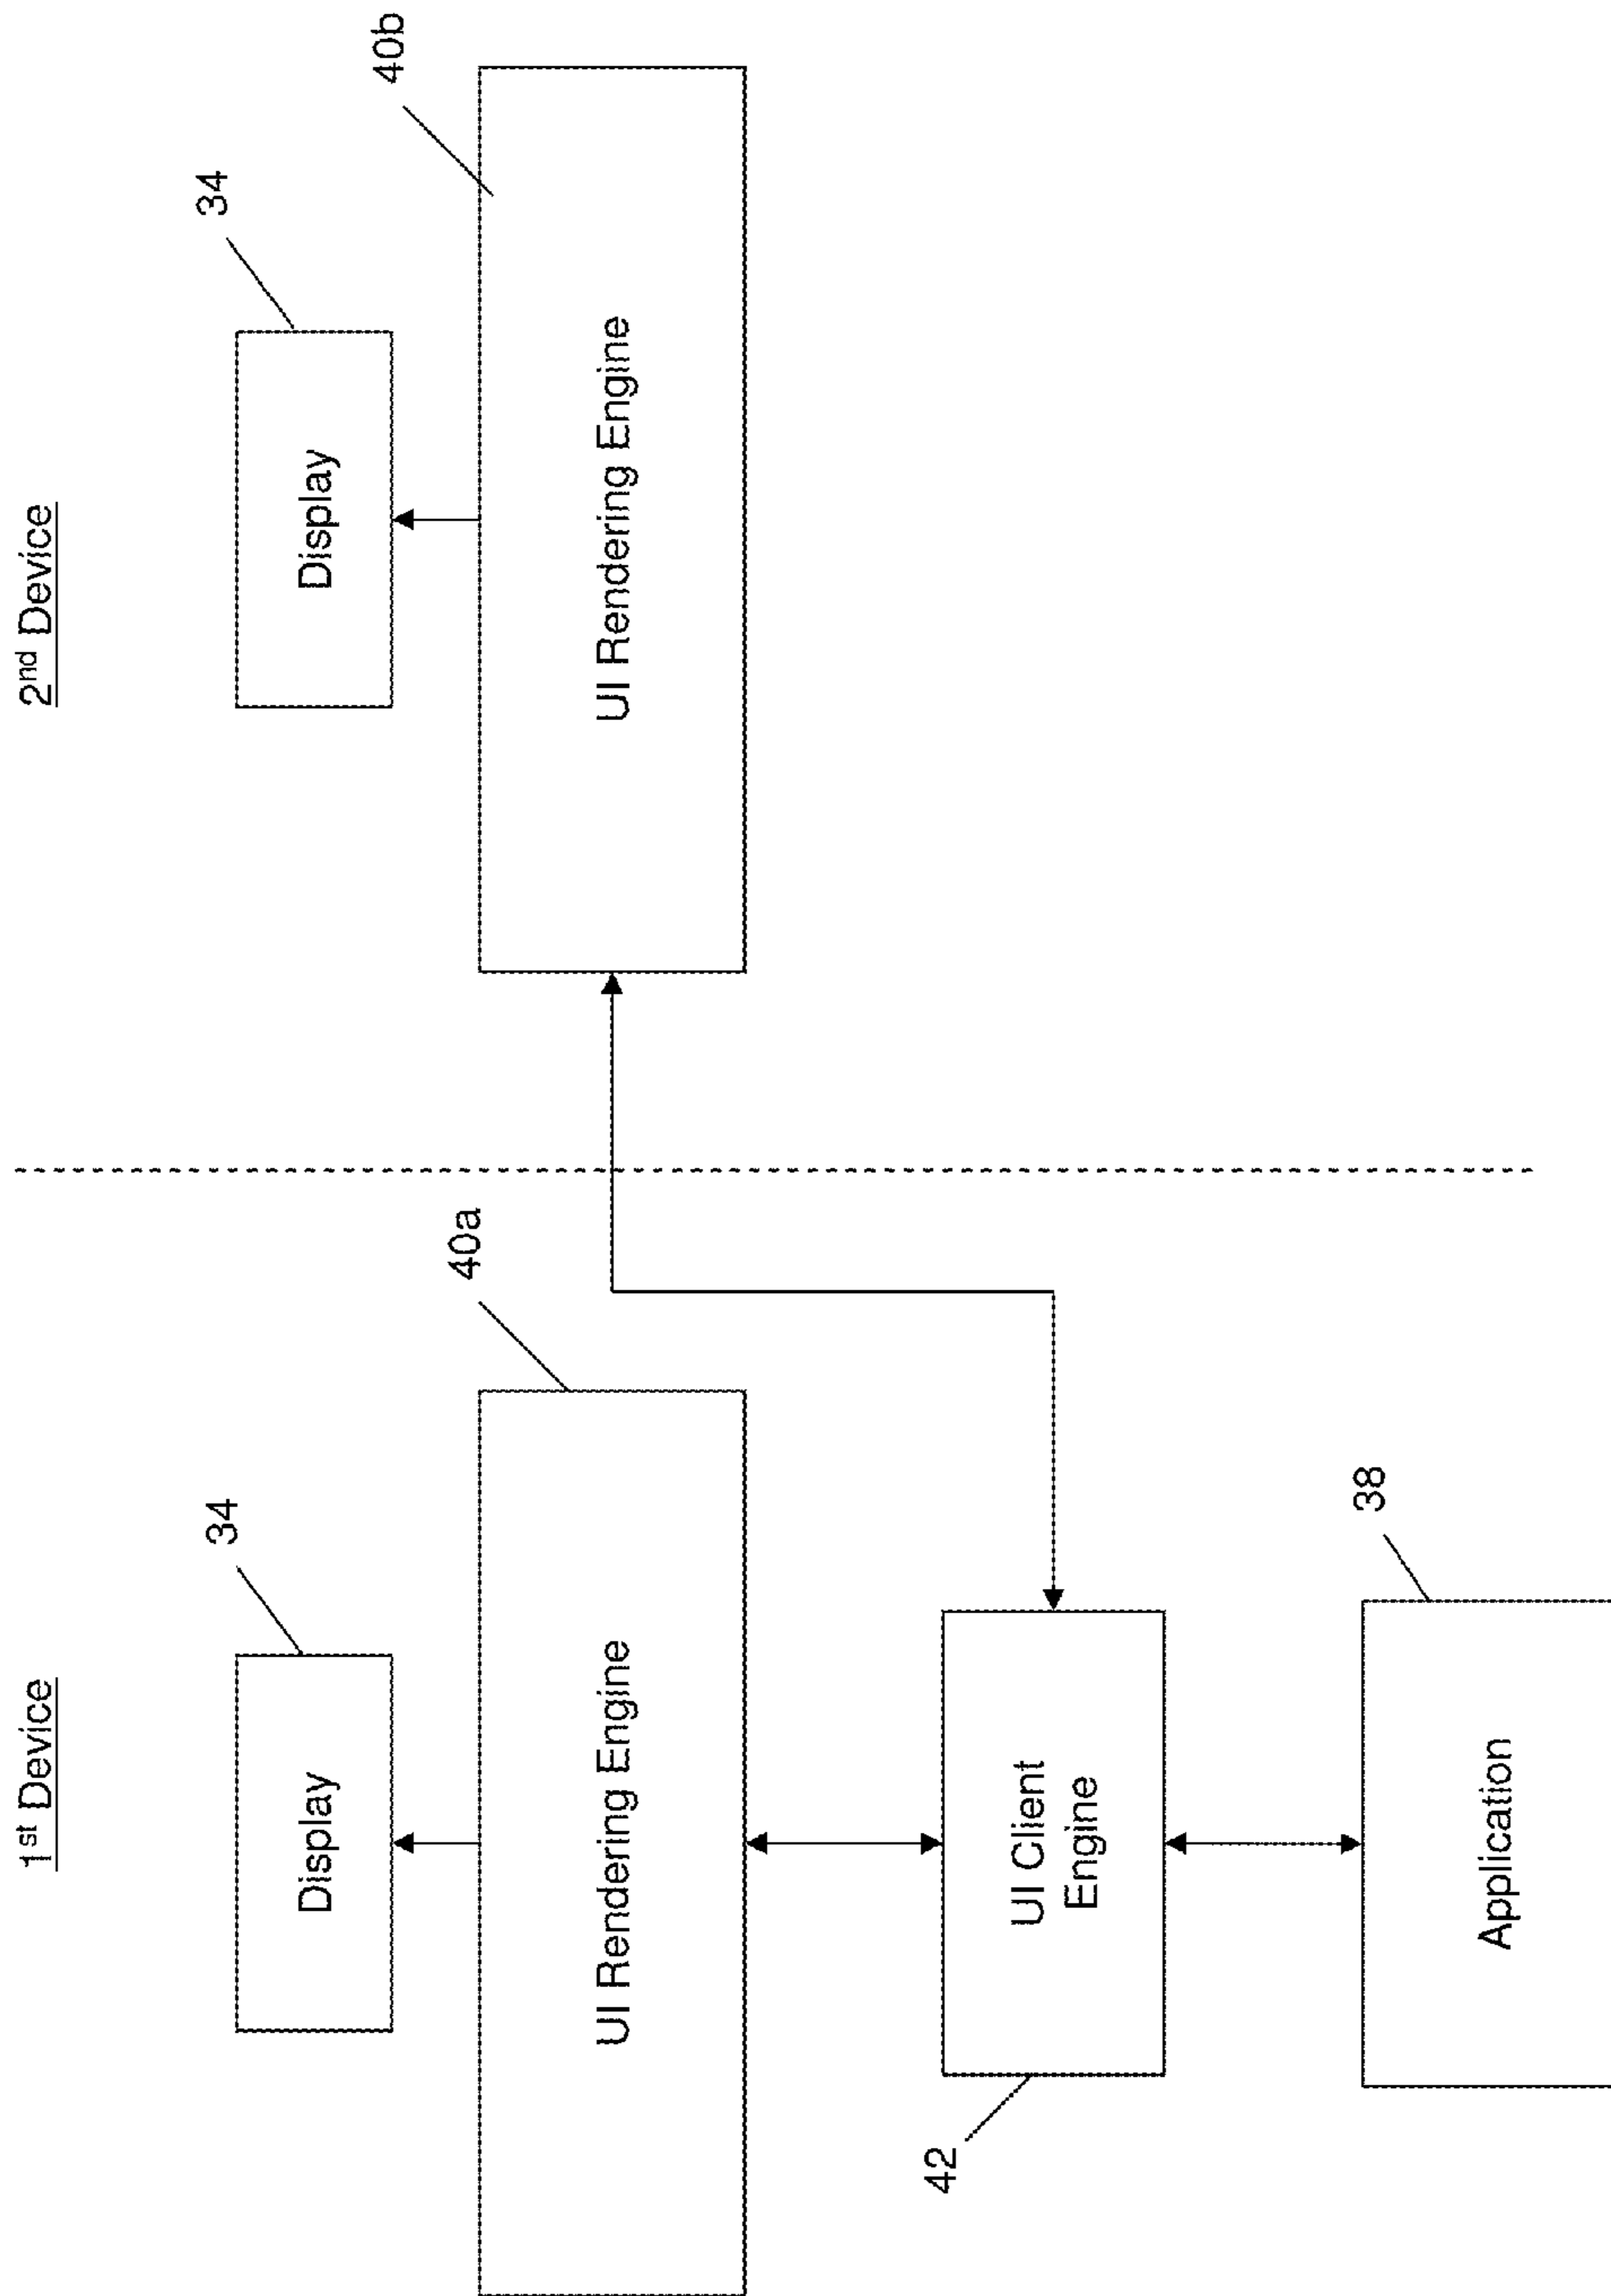 1st Device
2nd Device
34
Display
34
Display
40a
UI Rendering Engine
40b
UI Rendering Engine
42
UI Client
Engine
38
Application